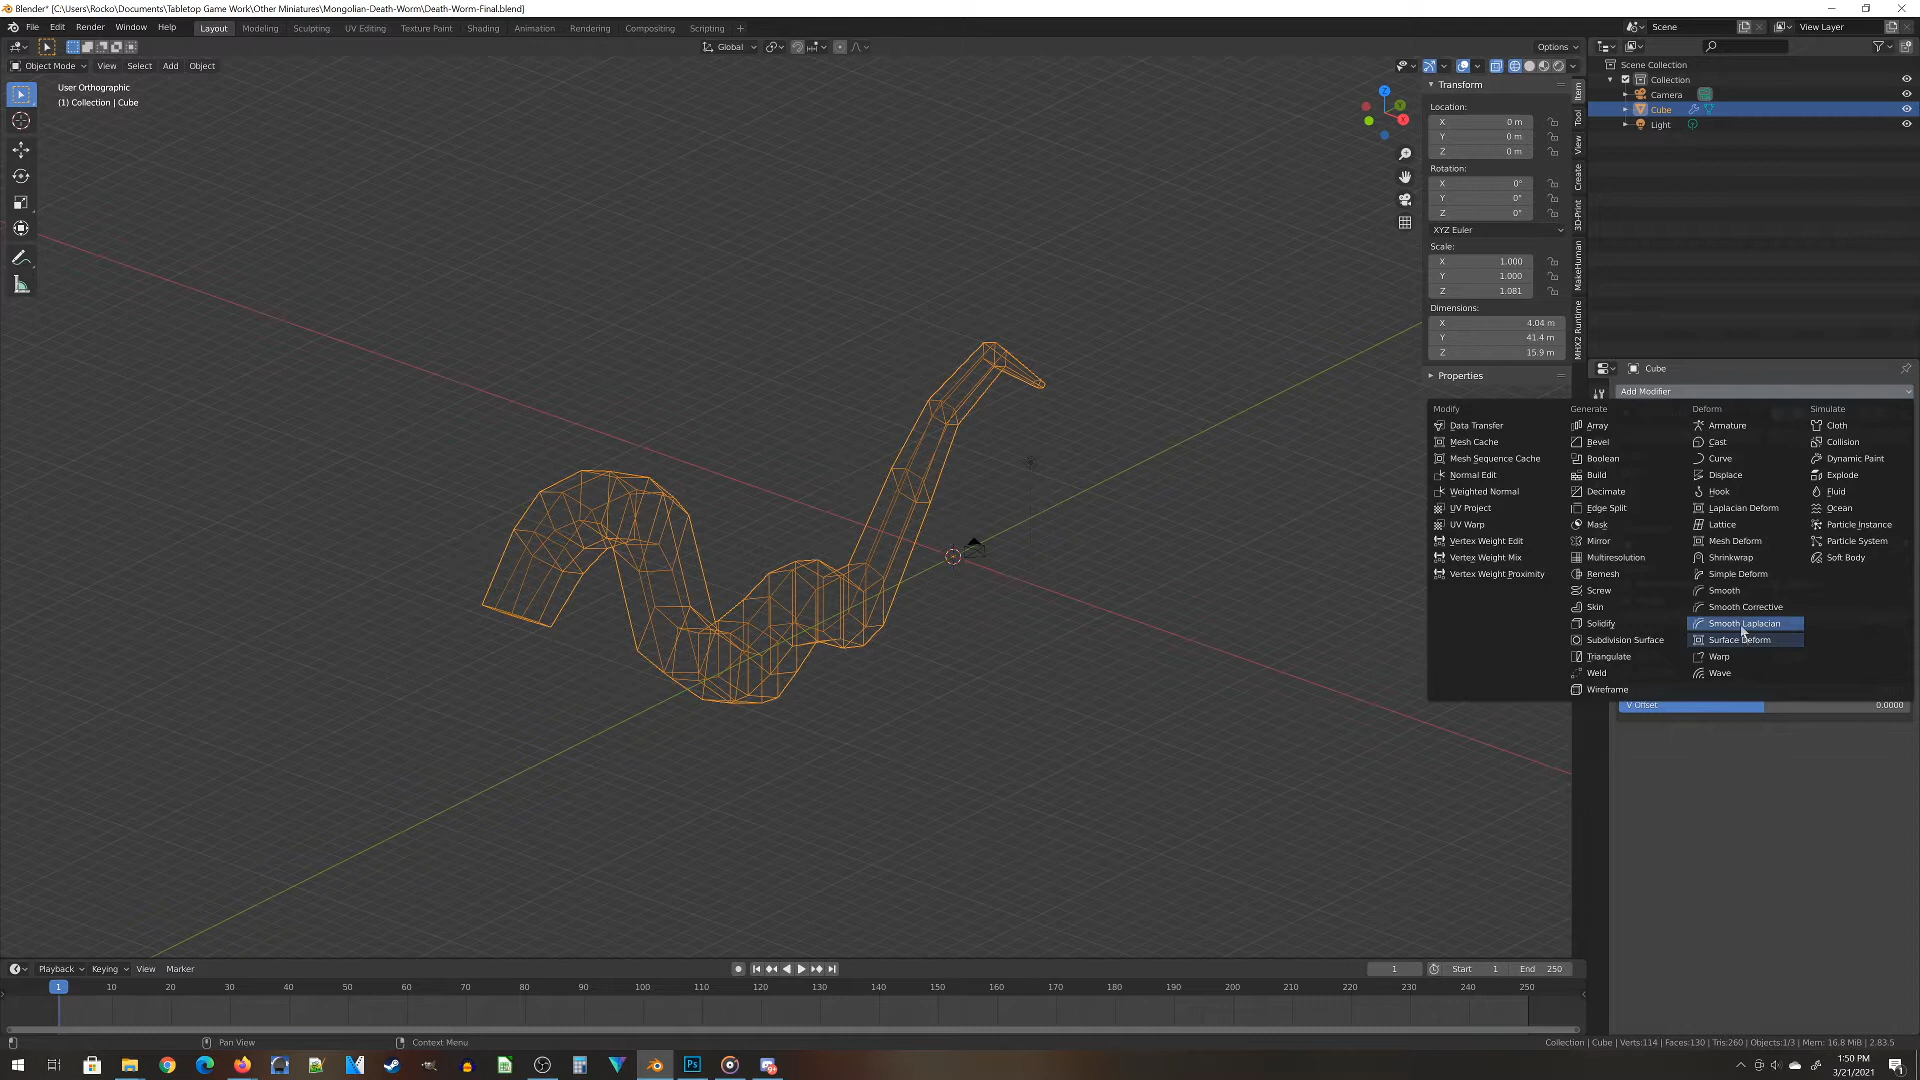 Blender* [C:\Users\Rocko\Documents\Tabletop Game Work\Other Miniatures\Mongolian-Death-Worm\Death-Worm-Final.blend]
File Edit Render Window Help Layout Modeling Sculpting UV Editing Texture Paint Shading Animation Rendering Compositing Scripting + Scene View Layer
Global Options
Object Mode View Select Add Object
User Orthographic
(1) Collection | Cube
Z
Y
X
Transform
Location:
X 0 m
Y 0 m
Z 0 m
Rotation:
X 0°
Y 0°
Z 0°
XYZ Euler
Scale:
X 1.000
Y 1.000
Z 1.081
Dimensions:
X 4.04 m
Y 41.4 m
Z 15.9 m
Properties
Item
Tool
View
Create
3D-Print
MakeHuman
MHX2 Runtime
Scene Collection
Collection
Camera
Cube
Light
Cube
Add Modifier
Modify
Data Transfer
Mesh Cache
Mesh Sequence Cache
Normal Edit
Weighted Normal
UV Project
UV Warp
Vertex Weight Edit
Vertex Weight Mix
Vertex Weight Proximity
Generate
Array
Bevel
Boolean
Build
Decimate
Edge Split
Mask
Mirror
Multiresolution
Remesh
Screw
Skin
Solidify
Subdivision Surface
Triangulate
Weld
Wireframe
Deform
Armature
Cast
Curve
Displace
Hook
Laplacian Deform
Lattice
Mesh Deform
Shrinkwrap
Simple Deform
Smooth
Smooth Corrective
Smooth Laplacian
Surface Deform
Warp
Wave
Simulate
Cloth
Collision
Dynamic Paint
Explode
Fluid
Ocean
Particle Instance
Particle System
Soft Body
V Offset 0.0000
Playback Keying View Marker 1 Start 1 End 250
1 10 20 30 40 50 60 70 80 90 100 110 120 130 140 150 160 170 180 190 200 210 220 230 240 250
Pan View Context Menu Collection | Cube | Verts:114 | Faces:130 | Tris:260 | Objects:1/3 | Mem: 16.8 MiB | 2.83.5
Ps
1:50 PM
3/21/2021